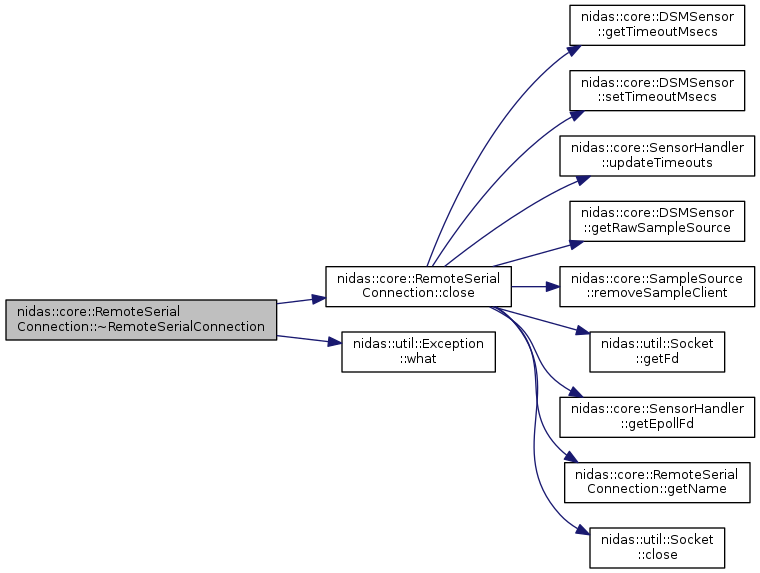 nidas::core::RemoteSerial
Connection::~RemoteSerialConnection
nidas::core::RemoteSerial
Connection::close
nidas::util::Exception
::what
nidas::core::DSMSensor
::getTimeoutMsecs
nidas::core::DSMSensor
::setTimeoutMsecs
nidas::core::SensorHandler
::updateTimeouts
nidas::core::DSMSensor
::getRawSampleSource
nidas::core::SampleSource
::removeSampleClient
nidas::util::Socket
::getFd
nidas::core::SensorHandler
::getEpollFd
nidas::core::RemoteSerial
Connection::getName
nidas::util::Socket
::close